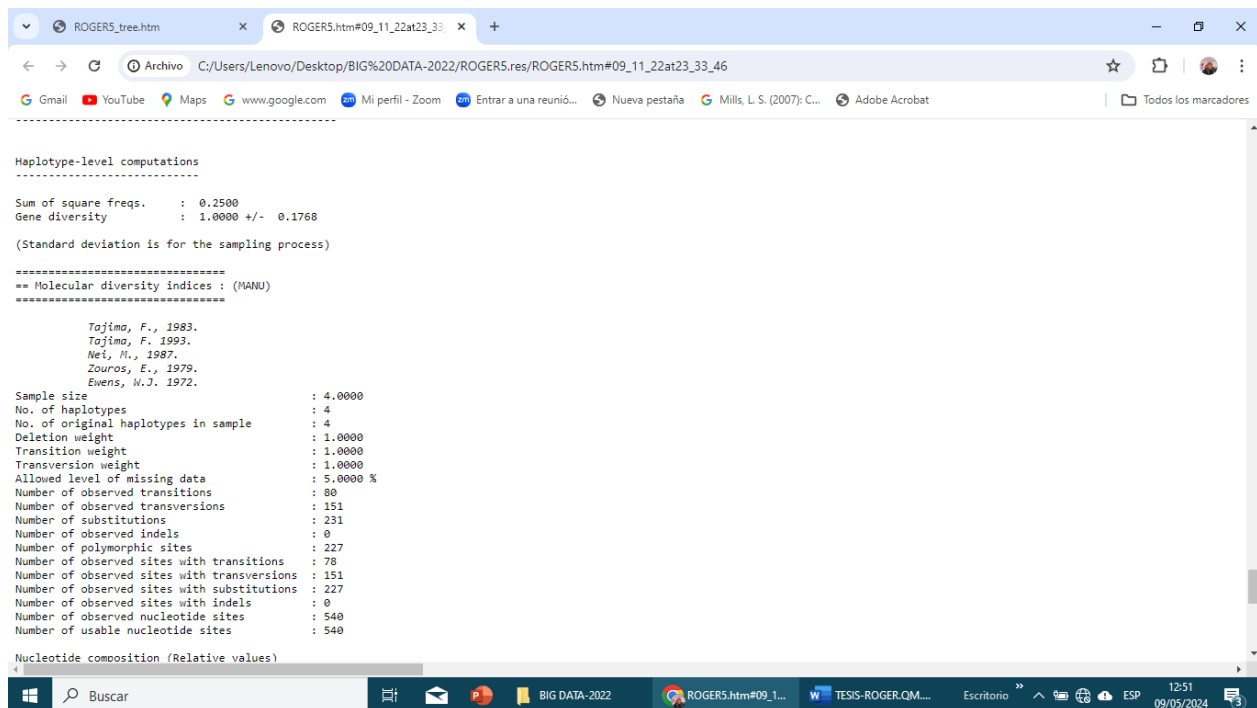 ROGER5_tree.htm
ROGER5.htm#09_11_22at23_33_
Archivo C:/Users/Lenovo/Desktop/BIG%20DATA-2022/ROGER5.res/ROGER5.htm#09_11_22at23_33_46
Gmail YouTube Maps www.google.com Mi perfil - Zoom Entrar a una reunió... Nueva pestaña Mills, L. S. (2007): C... Adobe Acrobat Todos los marcadores
-------------------------------------------------
Haplotype-level computations
----------------------------
Sum of square freqs. : 0.2500
Gene diversity : 1.0000 +/- 0.1768
(Standard deviation is for the sampling process)
================================
== Molecular diversity indices : (MANU)
================================
Tajima, F., 1983.
Tajima, F. 1993.
Nei, M., 1987.
Zouros, E., 1979.
Ewens, W.J. 1972.
Sample size : 4.0000
No. of haplotypes : 4
No. of original haplotypes in sample : 4
Deletion weight : 1.0000
Transition weight : 1.0000
Transversion weight : 1.0000
Allowed level of missing data : 5.0000 %
Number of observed transitions : 80
Number of observed transversions : 151
Number of substitutions : 231
Number of observed indels : 0
Number of polymorphic sites : 227
Number of observed sites with transitions : 78
Number of observed sites with transversions : 151
Number of observed sites with substitutions : 227
Number of observed sites with indels : 0
Number of observed nucleotide sites : 540
Number of usable nucleotide sites : 540
Nucleotide composition (Relative values)
Buscar BIG DATA-2022 ROGER5.htm#09_1... TESIS-ROGER.QM.... Escritorio » ESP 12:51
09/05/2024 3